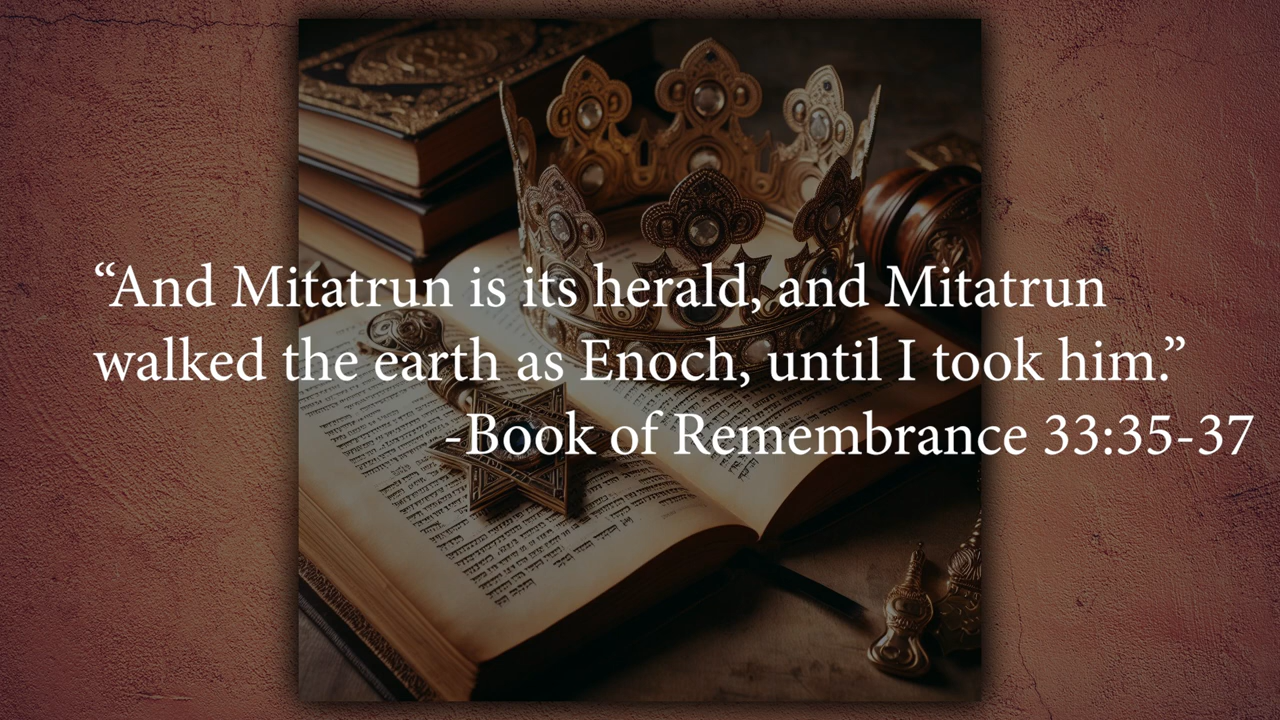 “And Mitatrun is its herald, and Mitatrun
walked the earth as Enoch, until I took him.”
-Book of Remembrance 33:35-37